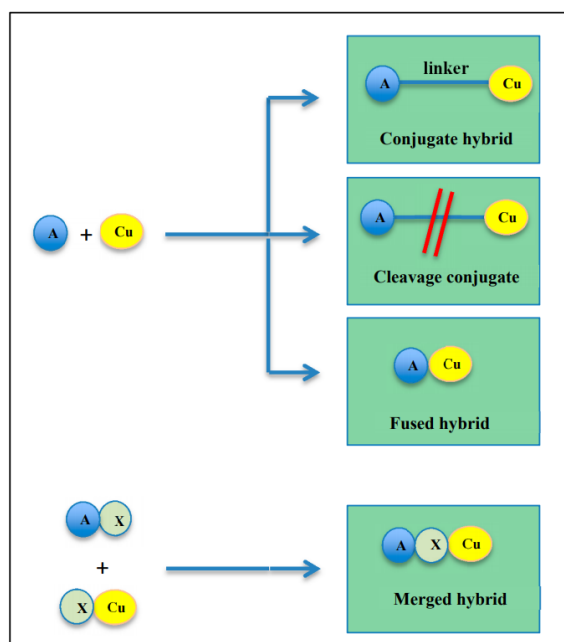 linker
A
Cu
Conjugate hybrid
A
Cu
Cleavage conjugate
A + Cu
A Cu
Fused hybrid
A X
+
X Cu
A X Cu
Merged hybrid